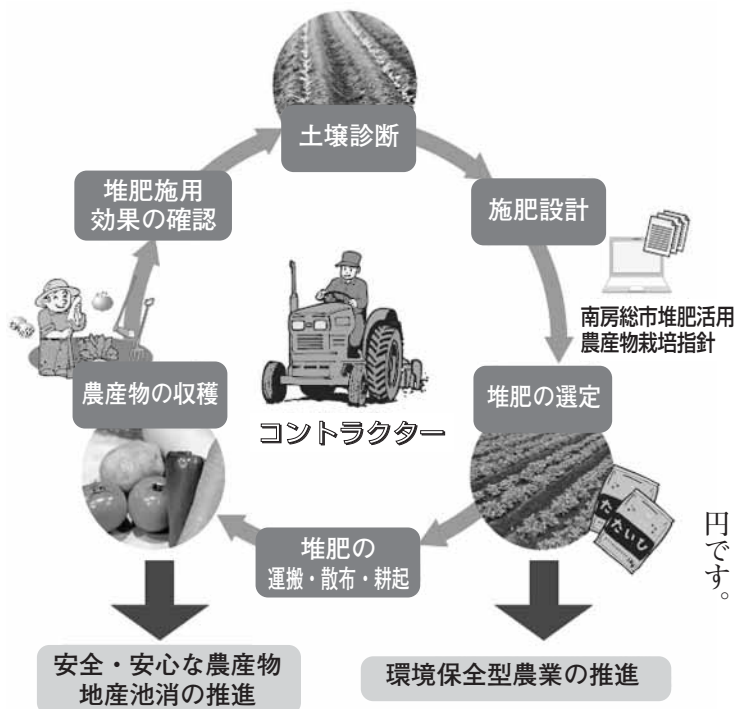 土壌診断
施肥設計
南房総市堆肥活用
農産物栽培指針
堆肥の選定
たいひ
たいひ
堆肥の
運搬・散布・耕起
農産物の収穫
堆肥施用
効果の確認
コントラクター
円です。
安全・安心な農産物
地産池消の推進
環境保全型農業の推進